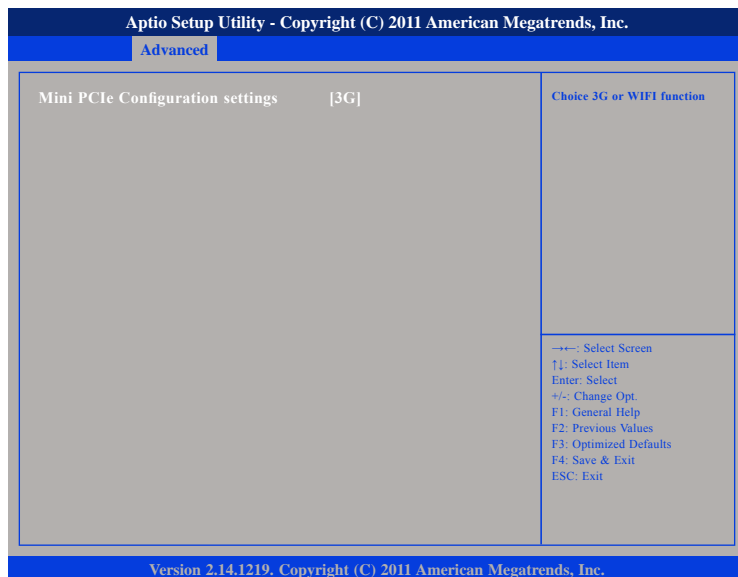 Aptio Setup Utility - Copyright (C) 2011 American Megatrends, Inc.
Advanced
Mini PCIe Configuration settings [3G]
Choice 3G or WIFI function
→←: Select Screen
↑↓: Select Item
Enter: Select
+/-: Change Opt.
F1: General Help
F2: Previous Values
F3: Optimized Defaults
F4: Save & Exit
ESC: Exit
Version 2.14.1219. Copyright (C) 2011 American Megatrends, Inc.